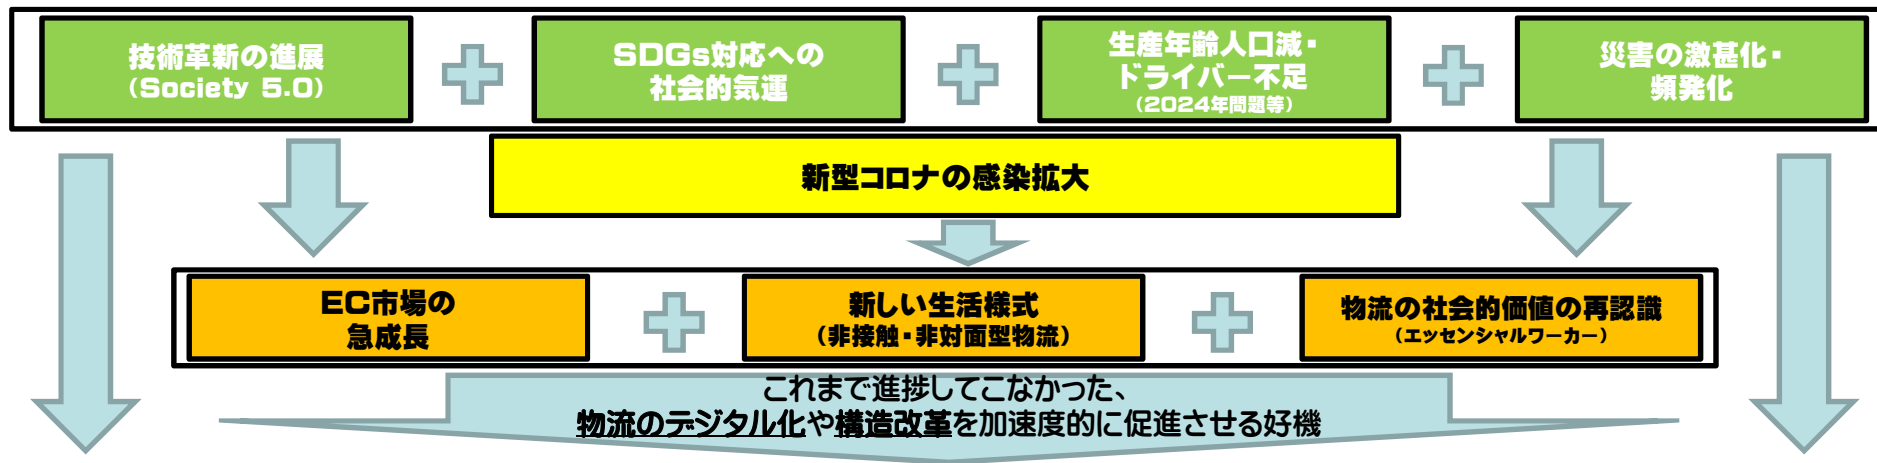 技術革新の進展
（Society 5.0）
SDGs対応への
社会的気運
生産年齢人口減・
ドライバー不足
（2024年問題等）
災害の激甚化・
頻発化
新型コロナの感染拡大
EC市場の
急成長
新しい生活様式
（非接触・非対面型物流）
物流の社会的価値の再認識
（エッセンシャルワーカー）
これまで進捗してこなかった、
物流のデジタル化や構造改革を加速度的に促進させる好機